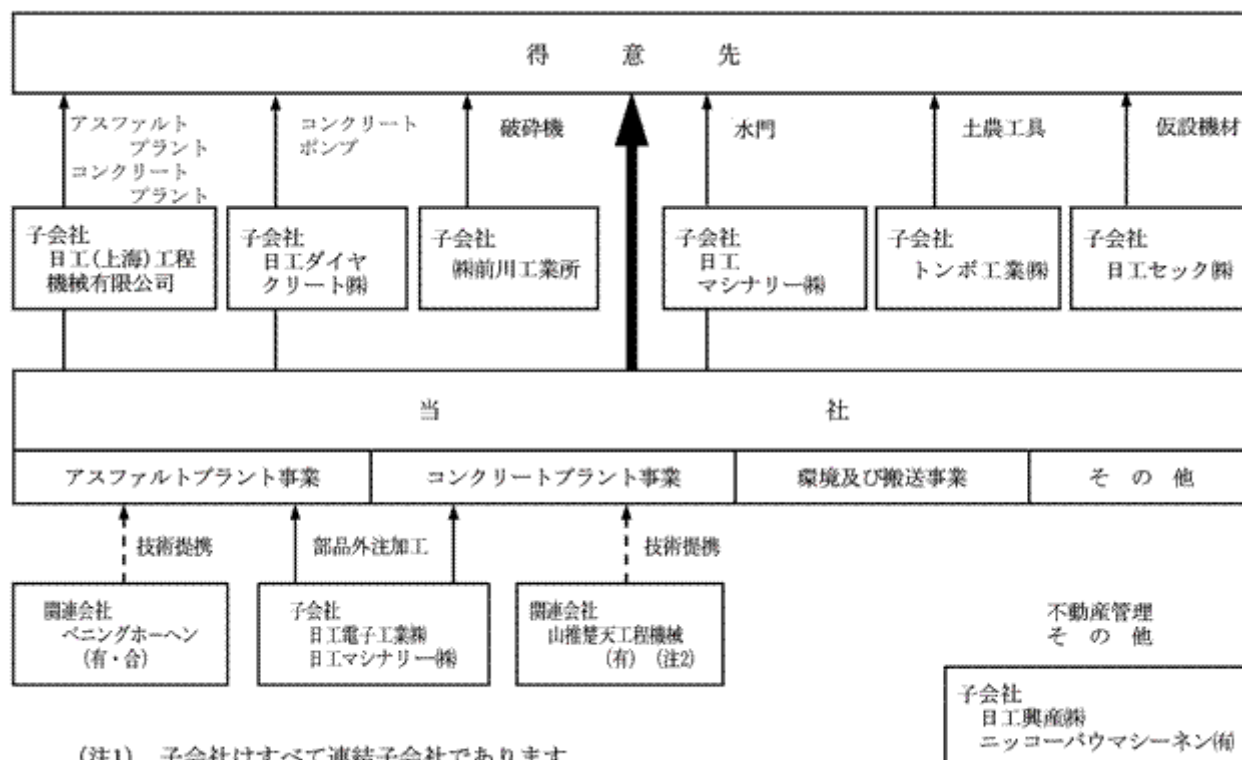 得意先
アスファルト
プラント
コンクリート
プラント
コンクリート
ポンプ
破砕機
水門
土農工具
仮設機材
子会社
日工(上海)工程
機械有限公司
子会社
日工ダイヤ
クリート㈱
子会社
㈱前川工業所
子会社
日工
マシナリー㈱
子会社
トンボ工業㈱
子会社
日工セック㈱
当社
アスファルトプラント事業
コンクリートプラント事業
環境及び搬送事業
その他
技術提携
部品外注加工
技術提携
関連会社
ベニングホーヘン
(有・合)
子会社
日工電子工業㈱
日工マシナリー㈱
関連会社
山推楚天工程機械
(有) (注2)
不動産管理
その他
子会社
日工興産㈱
ニッコーバウマシーネン㈲
(注1) 子会社はすべて連結子会社であります